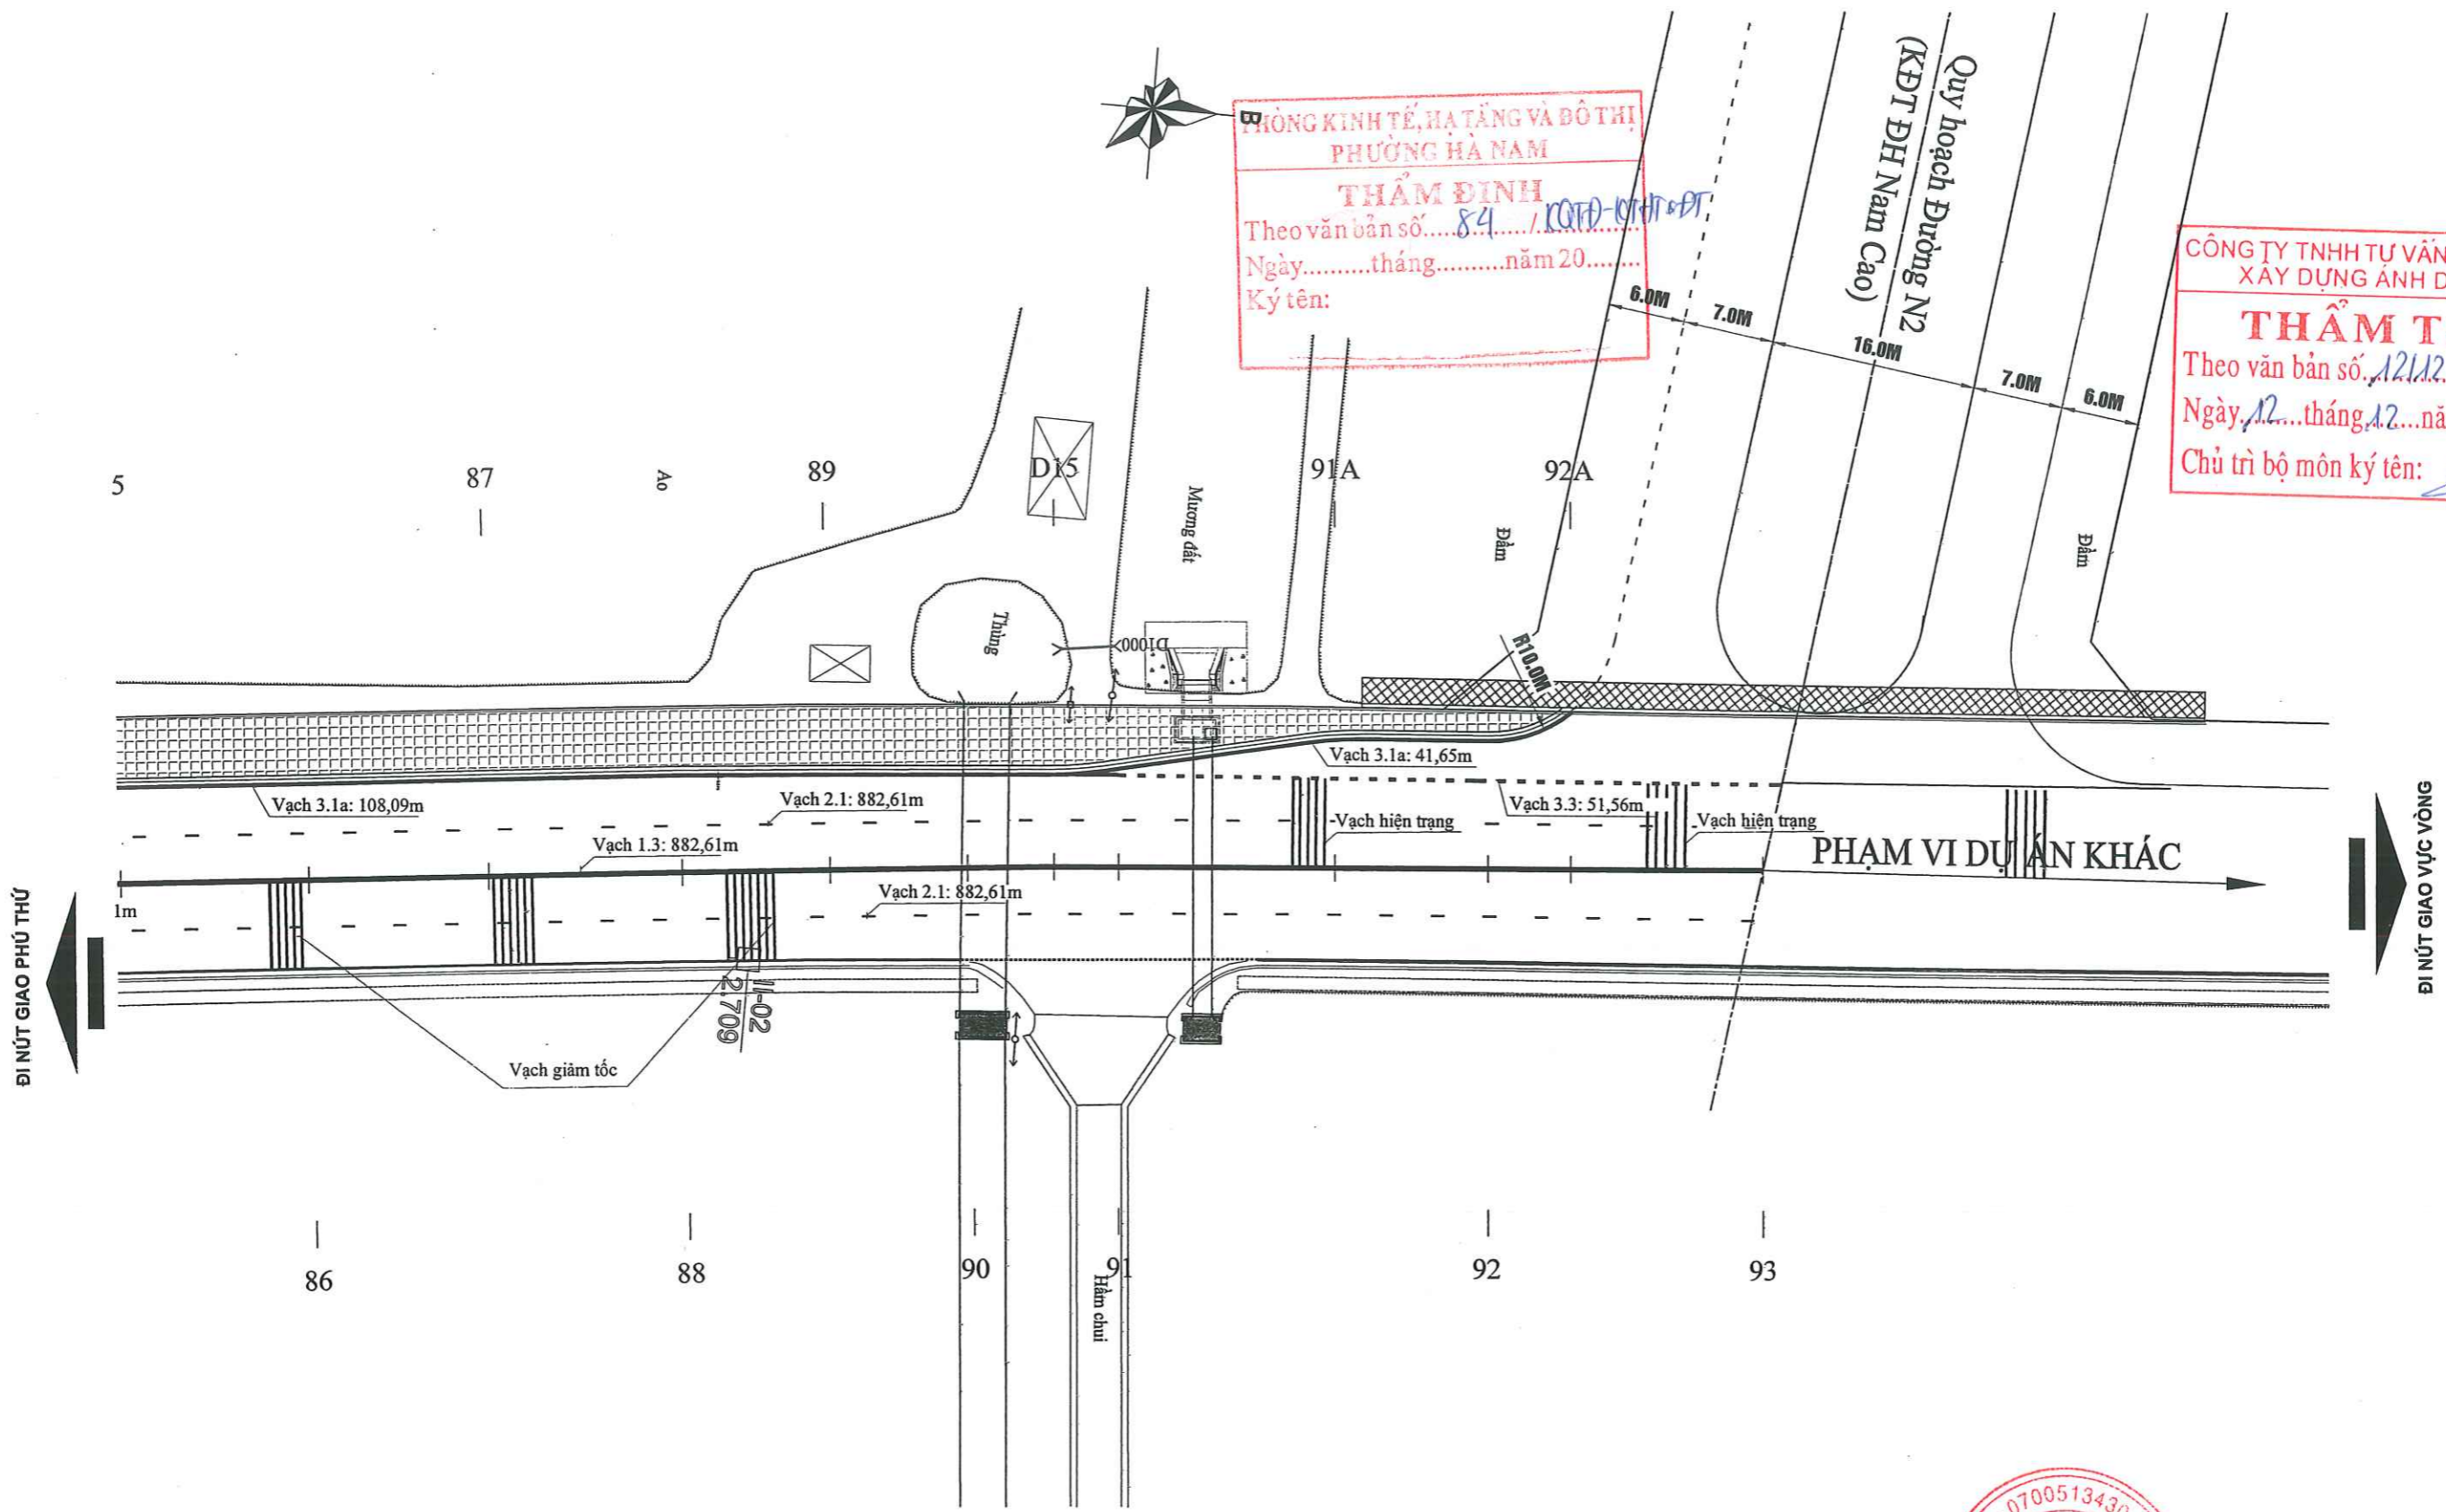 B
PHÒNG KINH TẾ, HẠ TẦNG VÀ ĐÔ THỊ
PHƯỜNG HÀ NAM
THẨM ĐỊNH
Theo văn bản số.....84...../.KQTĐ-KTHT&ĐT
Ngày..........tháng..........năm 20........
Ký tên:
Quy hoạch Đường N2
(KĐT ĐH Nam Cao)
CÔNG TY TNHH TƯ VẤN
XÂY DỰNG ÁNH D
THẨM T
Theo văn bản số..1212
Ngày.12...tháng.12...nă
Chủ trì bộ môn ký tên:
6.0M
7.0M
16.0M
7.0M
6.0M
5
87
Ao
89
D15
Mương đất
91A
92A
Đầm
Đầm
Thùng
D1000
R10.0M
Vạch 3.1a: 41,65m
Vạch 3.1a: 108,09m
Vạch 2.1: 882,61m
Vạch 3.3: 51,56m
Vạch hiện trạng
Vạch hiện trạng
Vạch 1.3: 882,61m
PHẠM VI DỰ ÁN KHÁC
Vạch 2.1: 882,61m
1m
ĐI NÚT GIAO PHÚ THỨ
ĐI NÚT GIAO VỰC VÒNG
II-02
2.709
Vạch giảm tốc
86
88
90
91
92
93
Hầm chui
0700513430